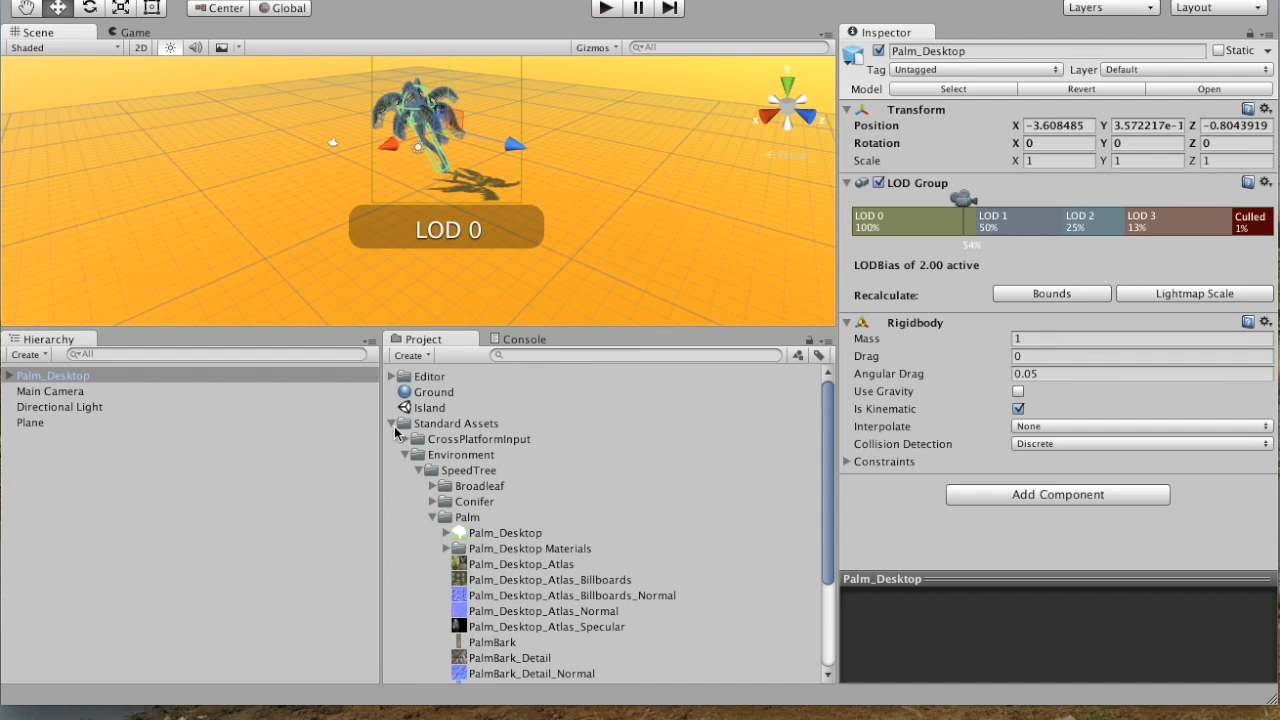 Center Global Layers Layout
Scene Game Inspector
Shaded 2D Gizmos All
Palm_Desktop Static
Tag Untagged Layer Default
Model Select Revert Open
Transform
Position X -3.608485 Y 3.572217e-1 Z -0.8043919
Rotation X 0 Y 0 Z 0
Scale X 1 Y 1 Z 1
y
x z
Persp
LOD Group
LOD 0 LOD 1 LOD 2 LOD 3 Culled
100% 50% 25% 13% 1%
54%
LOD 0
LODBias of 2.00 active
Recalculate: Bounds Lightmap Scale
Rigidbody
Mass 1
Drag 0
Angular Drag 0.05
Use Gravity
Is Kinematic
Interpolate None
Collision Detection Discrete
Constraints
Add Component
Palm_Desktop
Hierarchy
Create All
Palm_Desktop
Main Camera
Directional Light
Plane
Project Console
Create
Editor
Ground
Island
Standard Assets
CrossPlatformInput
Environment
SpeedTree
Broadleaf
Conifer
Palm
Palm_Desktop
Palm_Desktop Materials
Palm_Desktop_Atlas
Palm_Desktop_Atlas_Billboards
Palm_Desktop_Atlas_Billboards_Normal
Palm_Desktop_Atlas_Normal
Palm_Desktop_Atlas_Specular
PalmBark
PalmBark_Detail
PalmBark_Detail_Normal